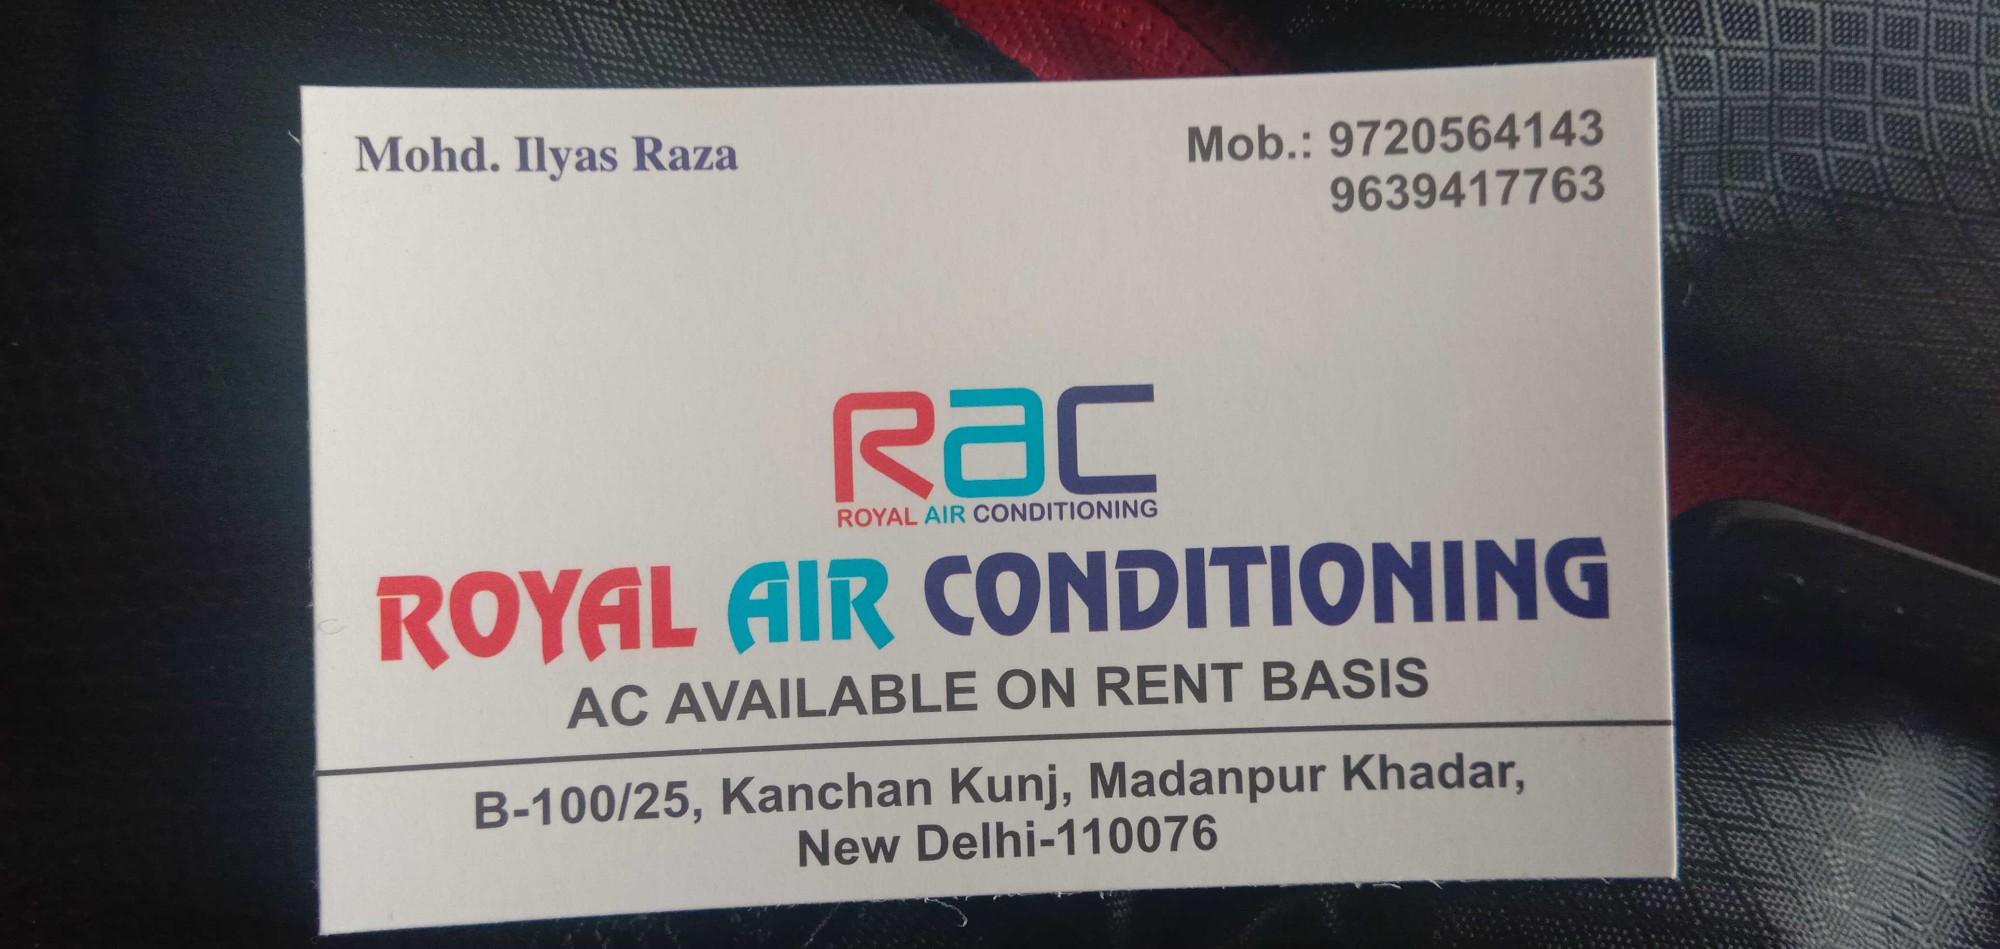 Mohd. Ilyas Raza
Mob.: 9720564143
9639417763
RaC
ROYAL AIR CONDITIONING
ROYAL AIR CONDITIONING
AC AVAILABLE ON RENT BASIS
B-100/25, Kanchan Kunj, Madanpur Khadar,
New Delhi-110076